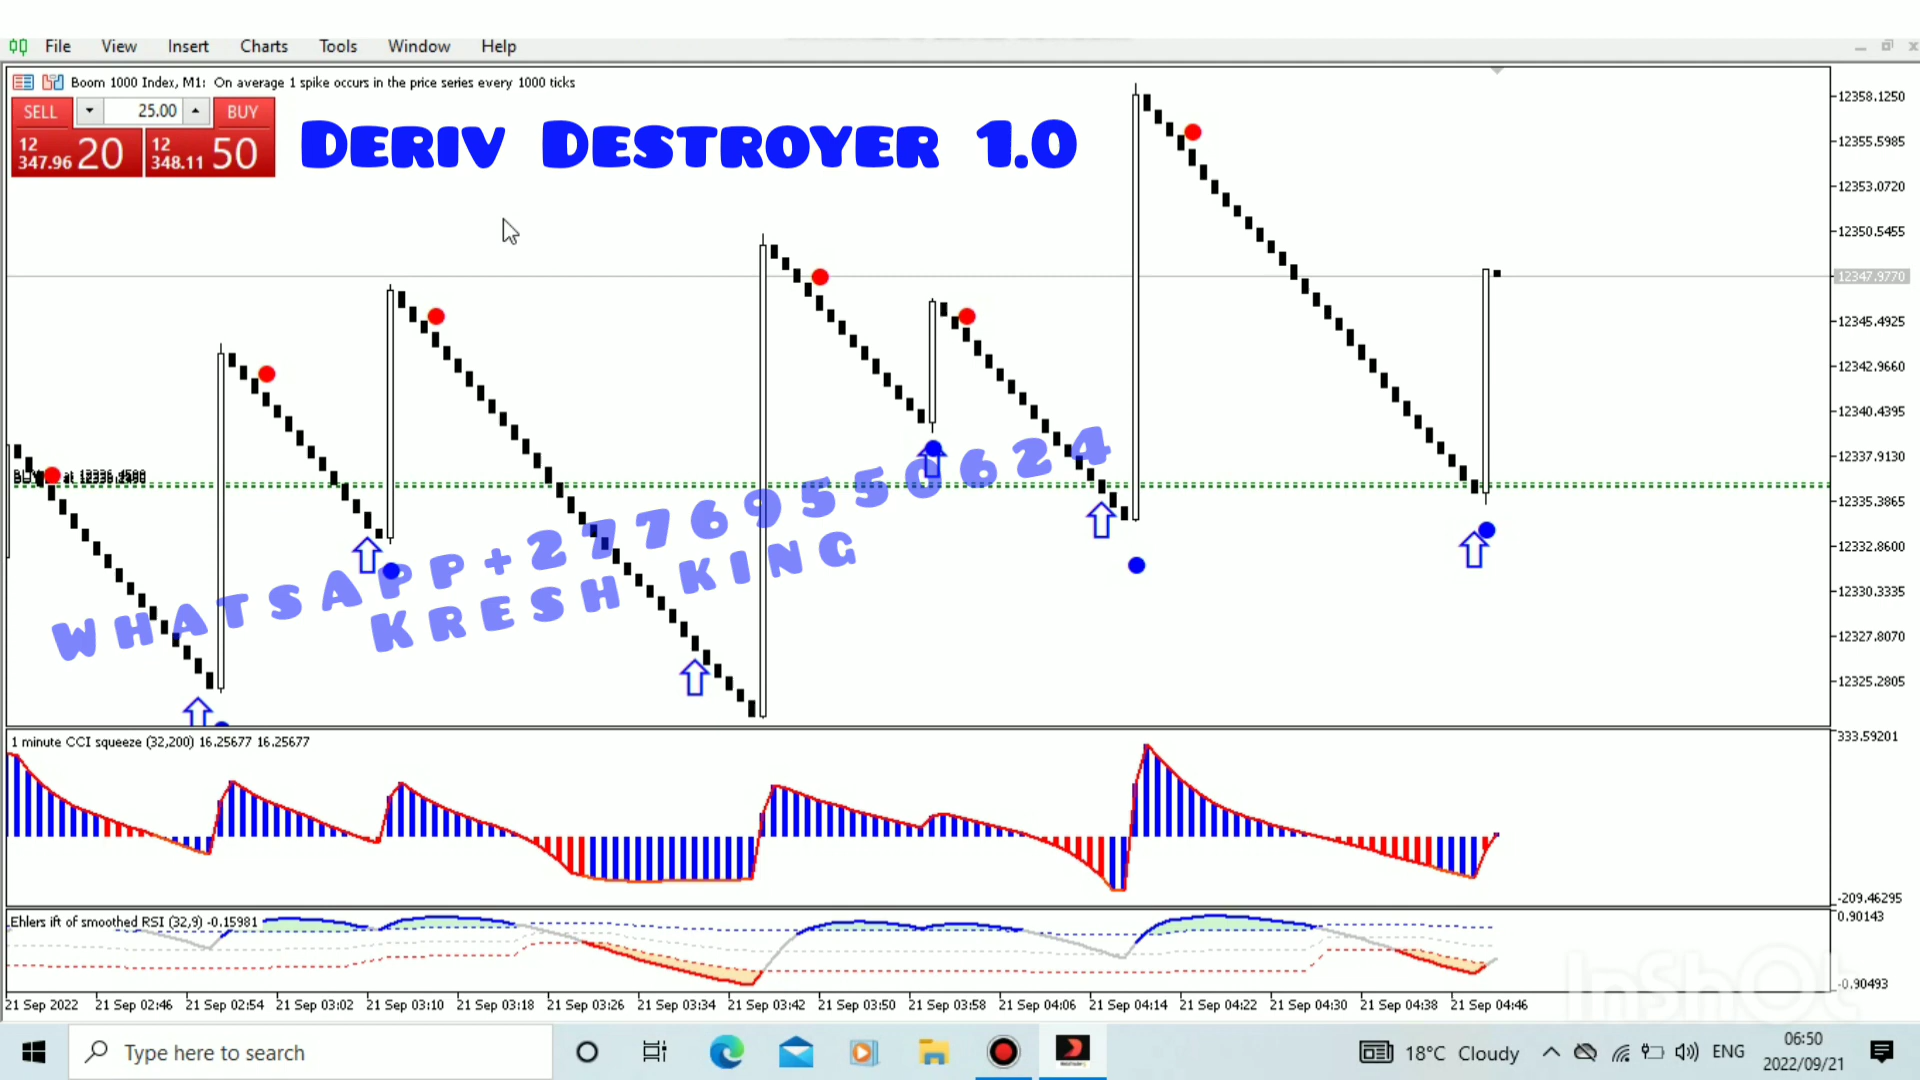 File View Insert Charts Tools Window Help
Boom 1000 Index, M1: On average 1 spike occurs in the price series every 1000 ticks
SELL 25.00 BUY
12 347.96 20 12 348.11 50
DERIV DESTROYER 1.0
WHATSAPP+27769550624
KRESH KING
12358.1250
12355.5985
12353.0720
12350.5455
12347.9770
12345.4925
12342.9660
12340.4395
12337.9130
12335.3865
12332.8600
12330.3335
12327.8070
12325.2805
1 minute CCI squeeze (32,200) 16.25677 16.25677
333.59201
-209.46295
Ehlers ift of smoothed RSI (32,9) -0.15981
0.90143
-0.90493
21 Sep 2022 21 Sep 02:46 21 Sep 02:54 21 Sep 03:02 21 Sep 03:10 21 Sep 03:18 21 Sep 03:26 21 Sep 03:34 21 Sep 03:42 21 Sep 03:50 21 Sep 03:58 21 Sep 04:06 21 Sep 04:14 21 Sep 04:22 21 Sep 04:30 21 Sep 04:38 21 Sep 04:46
InShOt
Type here to search
18°C Cloudy
ENG
06:50
2022/09/21